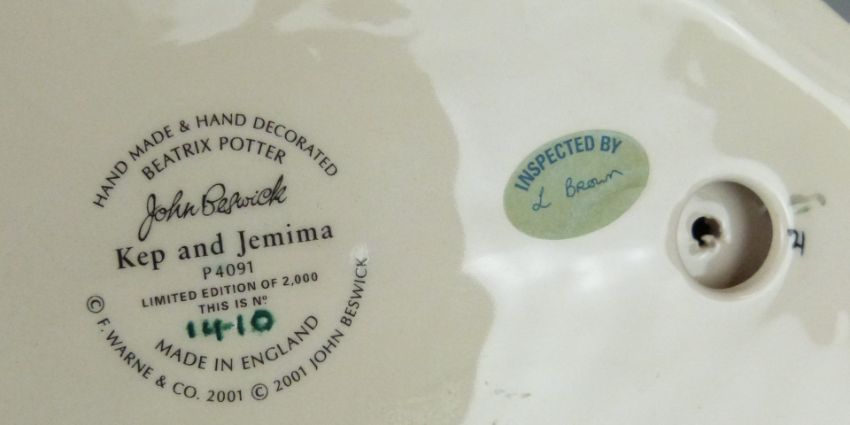 HAND MADE & HAND DECORATED
BEATRIX POTTER
John Beswick
Kep and Jemima
P4091
LIMITED EDITION OF 2,000
THIS IS Nº
1410
MADE IN ENGLAND
© F. WARNE & CO. 2001 © 2001 JOHN BESWICK
INSPECTED BY
L Brown